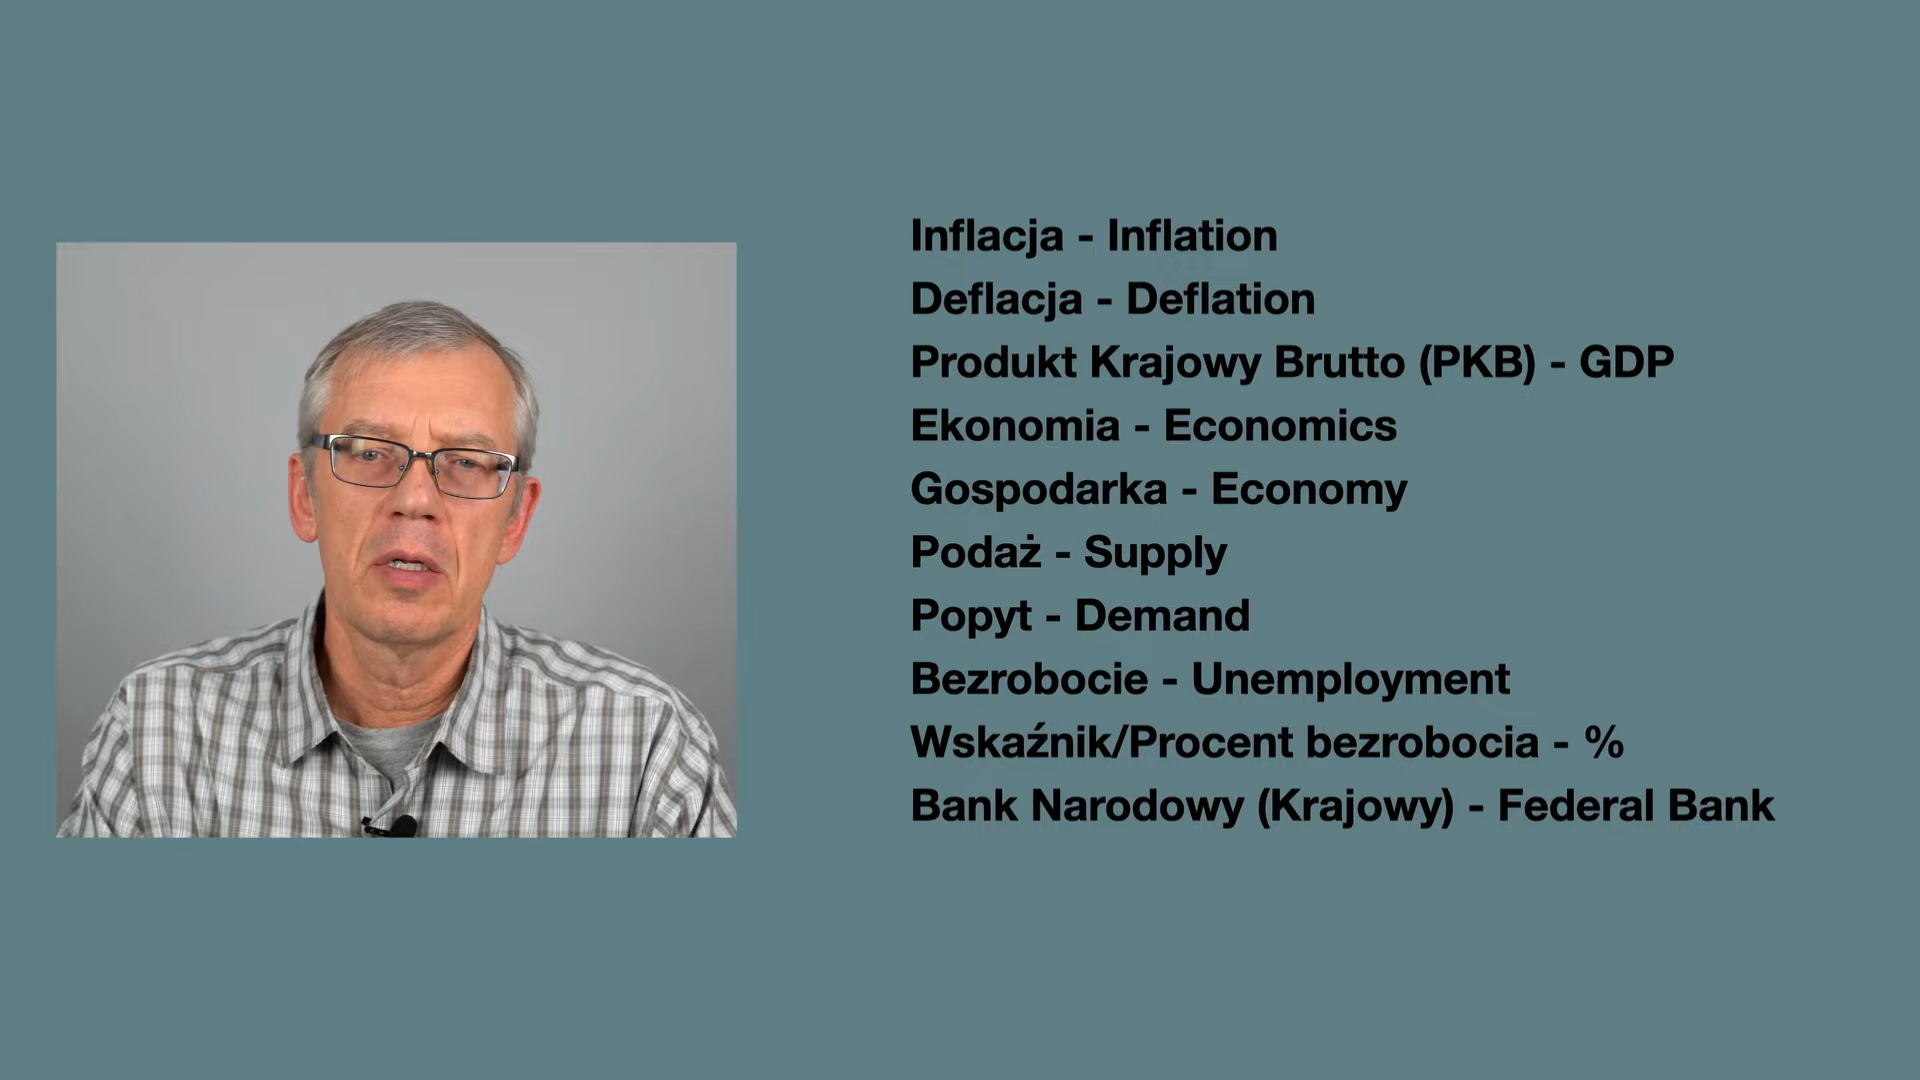 Inflacja - Inflation
Deflacja - Deflation
Produkt Krajowy Brutto (PKB) - GDP
Ekonomia - Economics
Gospodarka - Economy
Podaż - Supply
Popyt - Demand
Bezrobocie - Unemployment
Wskaźnik/Procent bezrobocia - %
Bank Narodowy (Krajowy) - Federal Bank